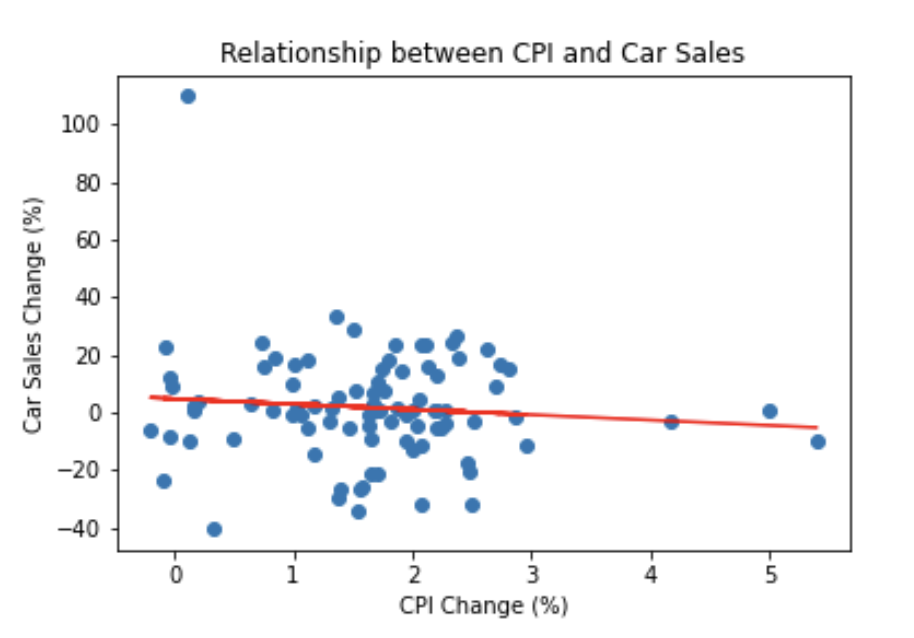 Relationship between CPI and Car Sales
100
80
60
40
20
0
−20
−40
Car Sales Change (%)
0 1 2 3 4 5
CPI Change (%)